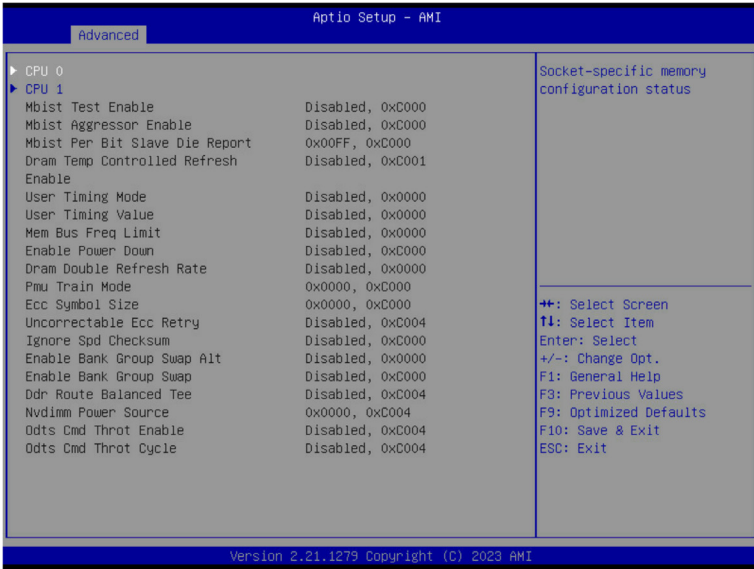 Aptio Setup – AMI
Advanced
▶ CPU 0
▶ CPU 1
Mbist Test Enable Disabled, 0xC000
Mbist Aggressor Enable Disabled, 0xC000
Mbist Per Bit Slave Die Report 0x00FF, 0xC000
Dram Temp Controlled Refresh Disabled, 0xC001
Enable
User Timing Mode Disabled, 0x0000
User Timing Value Disabled, 0x0000
Mem Bus Freq Limit Disabled, 0x0000
Enable Power Down Disabled, 0xC000
Dram Double Refresh Rate Disabled, 0x0000
Pmu Train Mode 0x0000, 0xC000
Ecc Symbol Size 0x0000, 0xC000
Uncorrectable Ecc Retry Disabled, 0xC004
Ignore Spd Checksum Disabled, 0xC000
Enable Bank Group Swap Alt Disabled, 0x0000
Enable Bank Group Swap Disabled, 0xC000
Ddr Route Balanced Tee Disabled, 0xC004
Nvdimm Power Source 0x0000, 0xC004
Odts Cmd Throt Enable Disabled, 0xC004
Odts Cmd Throt Cycle Disabled, 0xC004
Socket-specific memory
configuration status
→←: Select Screen
↑↓: Select Item
Enter: Select
+/-: Change Opt.
F1: General Help
F3: Previous Values
F9: Optimized Defaults
F10: Save & Exit
ESC: Exit
Version 2.21.1279 Copyright (C) 2023 AMI